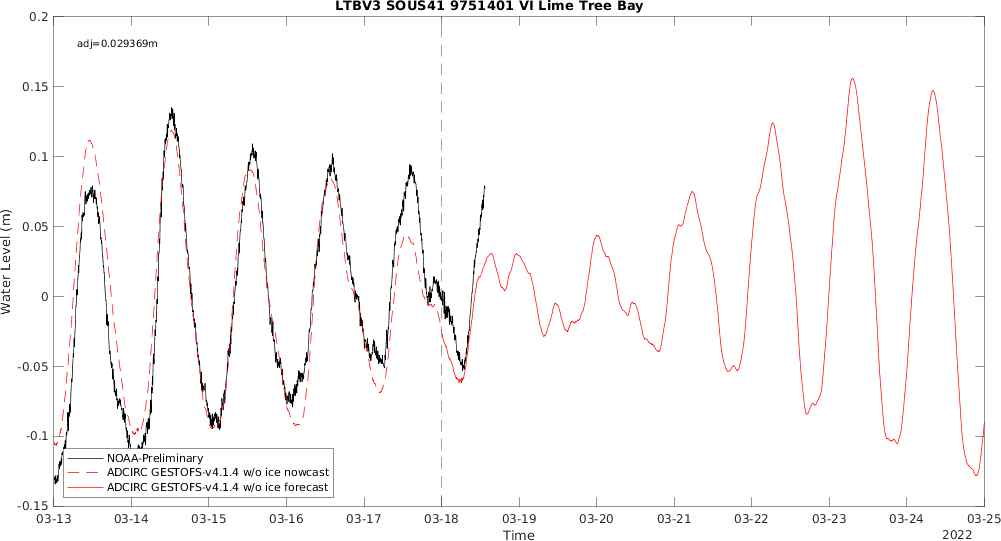 LTBV3 SOUS41 9751401 VI Lime Tree Bay
adj=0.029369m
Water Level (m)
0.2
0.15
0.1
0.05
0
-0.05
-0.1
-0.15
NOAA-Preliminary
ADCIRC GESTOFS-v4.1.4 w/o ice nowcast
ADCIRC GESTOFS-v4.1.4 w/o ice forecast
03-13 03-14 03-15 03-16 03-17 03-18 03-19 03-20 03-21 03-22 03-23 03-24 03-25
Time
2022